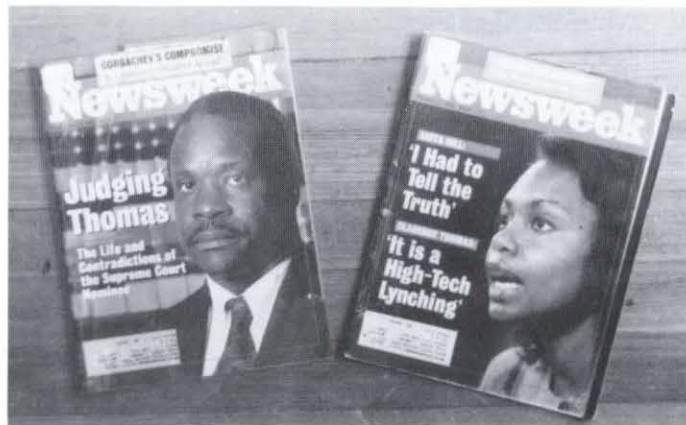 GORBACHEV'S COMPROMISE
Newsweek
Judging
Thomas
The Life and
Contradictions of
the Supreme Court
Nominee
Newsweek
ANITA HILL:
'I Had to
Tell the
Truth'
CLARENCE THOMAS:
'It is a
High-Tech
Lynching'